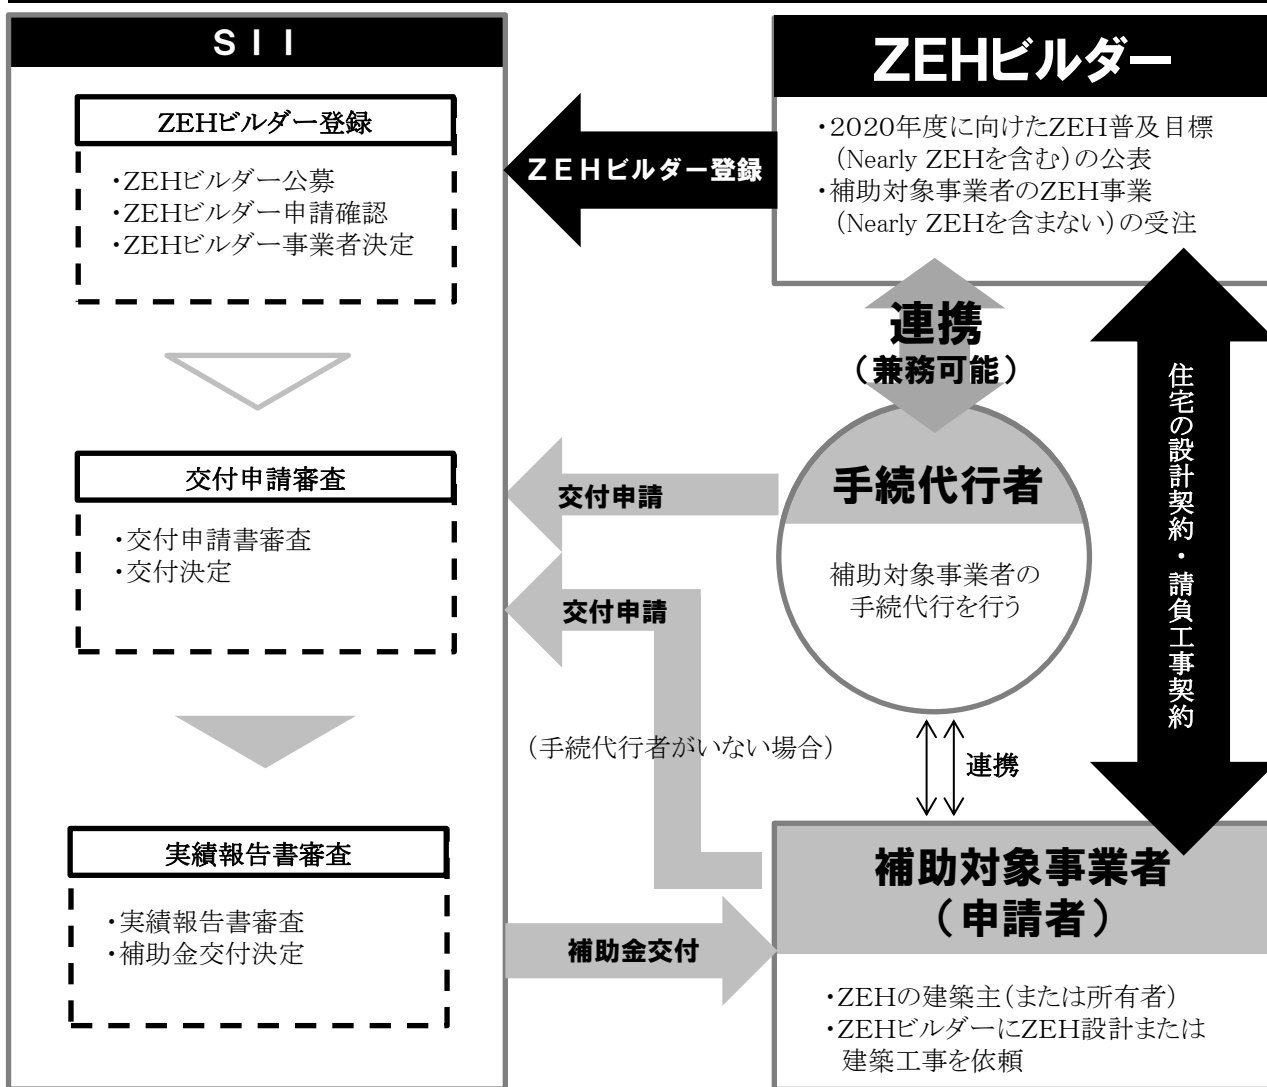 ＳＩＩ
ZEHビルダー登録
・ZEHビルダー公募
・ZEHビルダー申請確認
・ZEHビルダー事業者決定
交付申請審査
・交付申請書審査
・交付決定
実績報告書審査
・実績報告書審査
・補助金交付決定
ＺＥＨビルダー登録
交付申請
交付申請
（手続代行者がいない場合）
補助金交付
ZEHビルダー
・2020年度に向けたZEH普及目標
（Nearly ZEHを含む）の公表
・補助対象事業者のZEH事業
（Nearly ZEHを含まない）の受注
連携
（兼務可能）
手続代行者
補助対象事業者の
手続代行を行う
連携
住宅の設計契約・請負工事契約
補助対象事業者
（申請者）
・ZEHの建築主（または所有者）
・ZEHビルダーにZEH設計または
建築工事を依頼